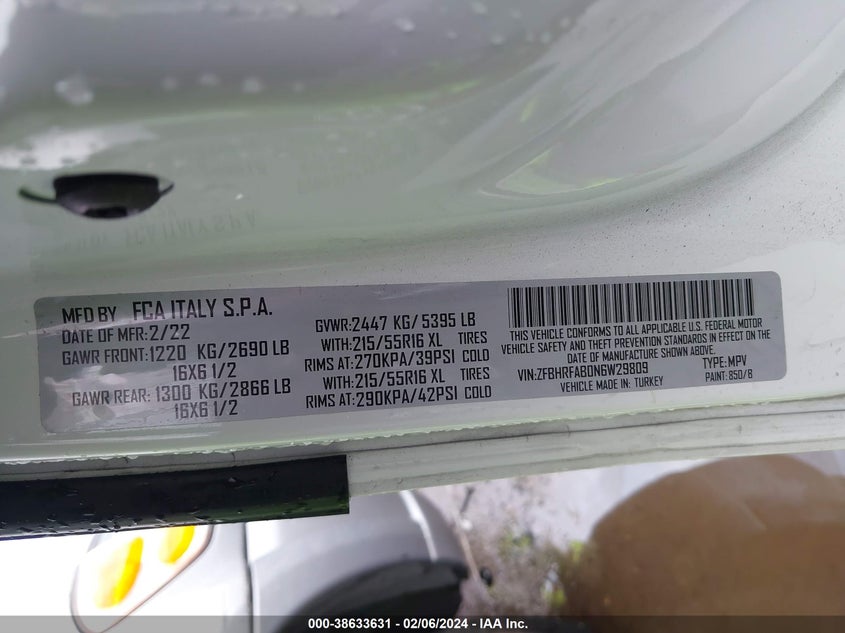 MFD BY FCA ITALY S.P.A.
DATE OF MFR:2/22
GAWR FRONT:1220 KG/2690 LB
16X6 1/2
GAWR REAR: 1300 KG/2866 LB
16X6 1/2
GVWR:2447 KG/5395 LB
WITH:215/55R16 XL TIRES
RIMS AT:270KPA/39PSI COLD
WITH:215/55R16 XL TIRES
RIMS AT:290KPA/42PSI COLD
THIS VEHICLE CONFORMS TO ALL APPLICABLE U.S. FEDERAL MOTOR
VEHICLE SAFETY AND THEFT PREVENTION STANDARDS IN EFFECT ON THE
DATE OF MANUFACTURE SHOWN ABOVE.
VIN:ZFBHRFAB0N6W29809 TYPE: MPV
VEHICLE MADE IN: TURKEY PAINT: 850/8
000-38633631 - 02/06/2024 - IAA Inc.